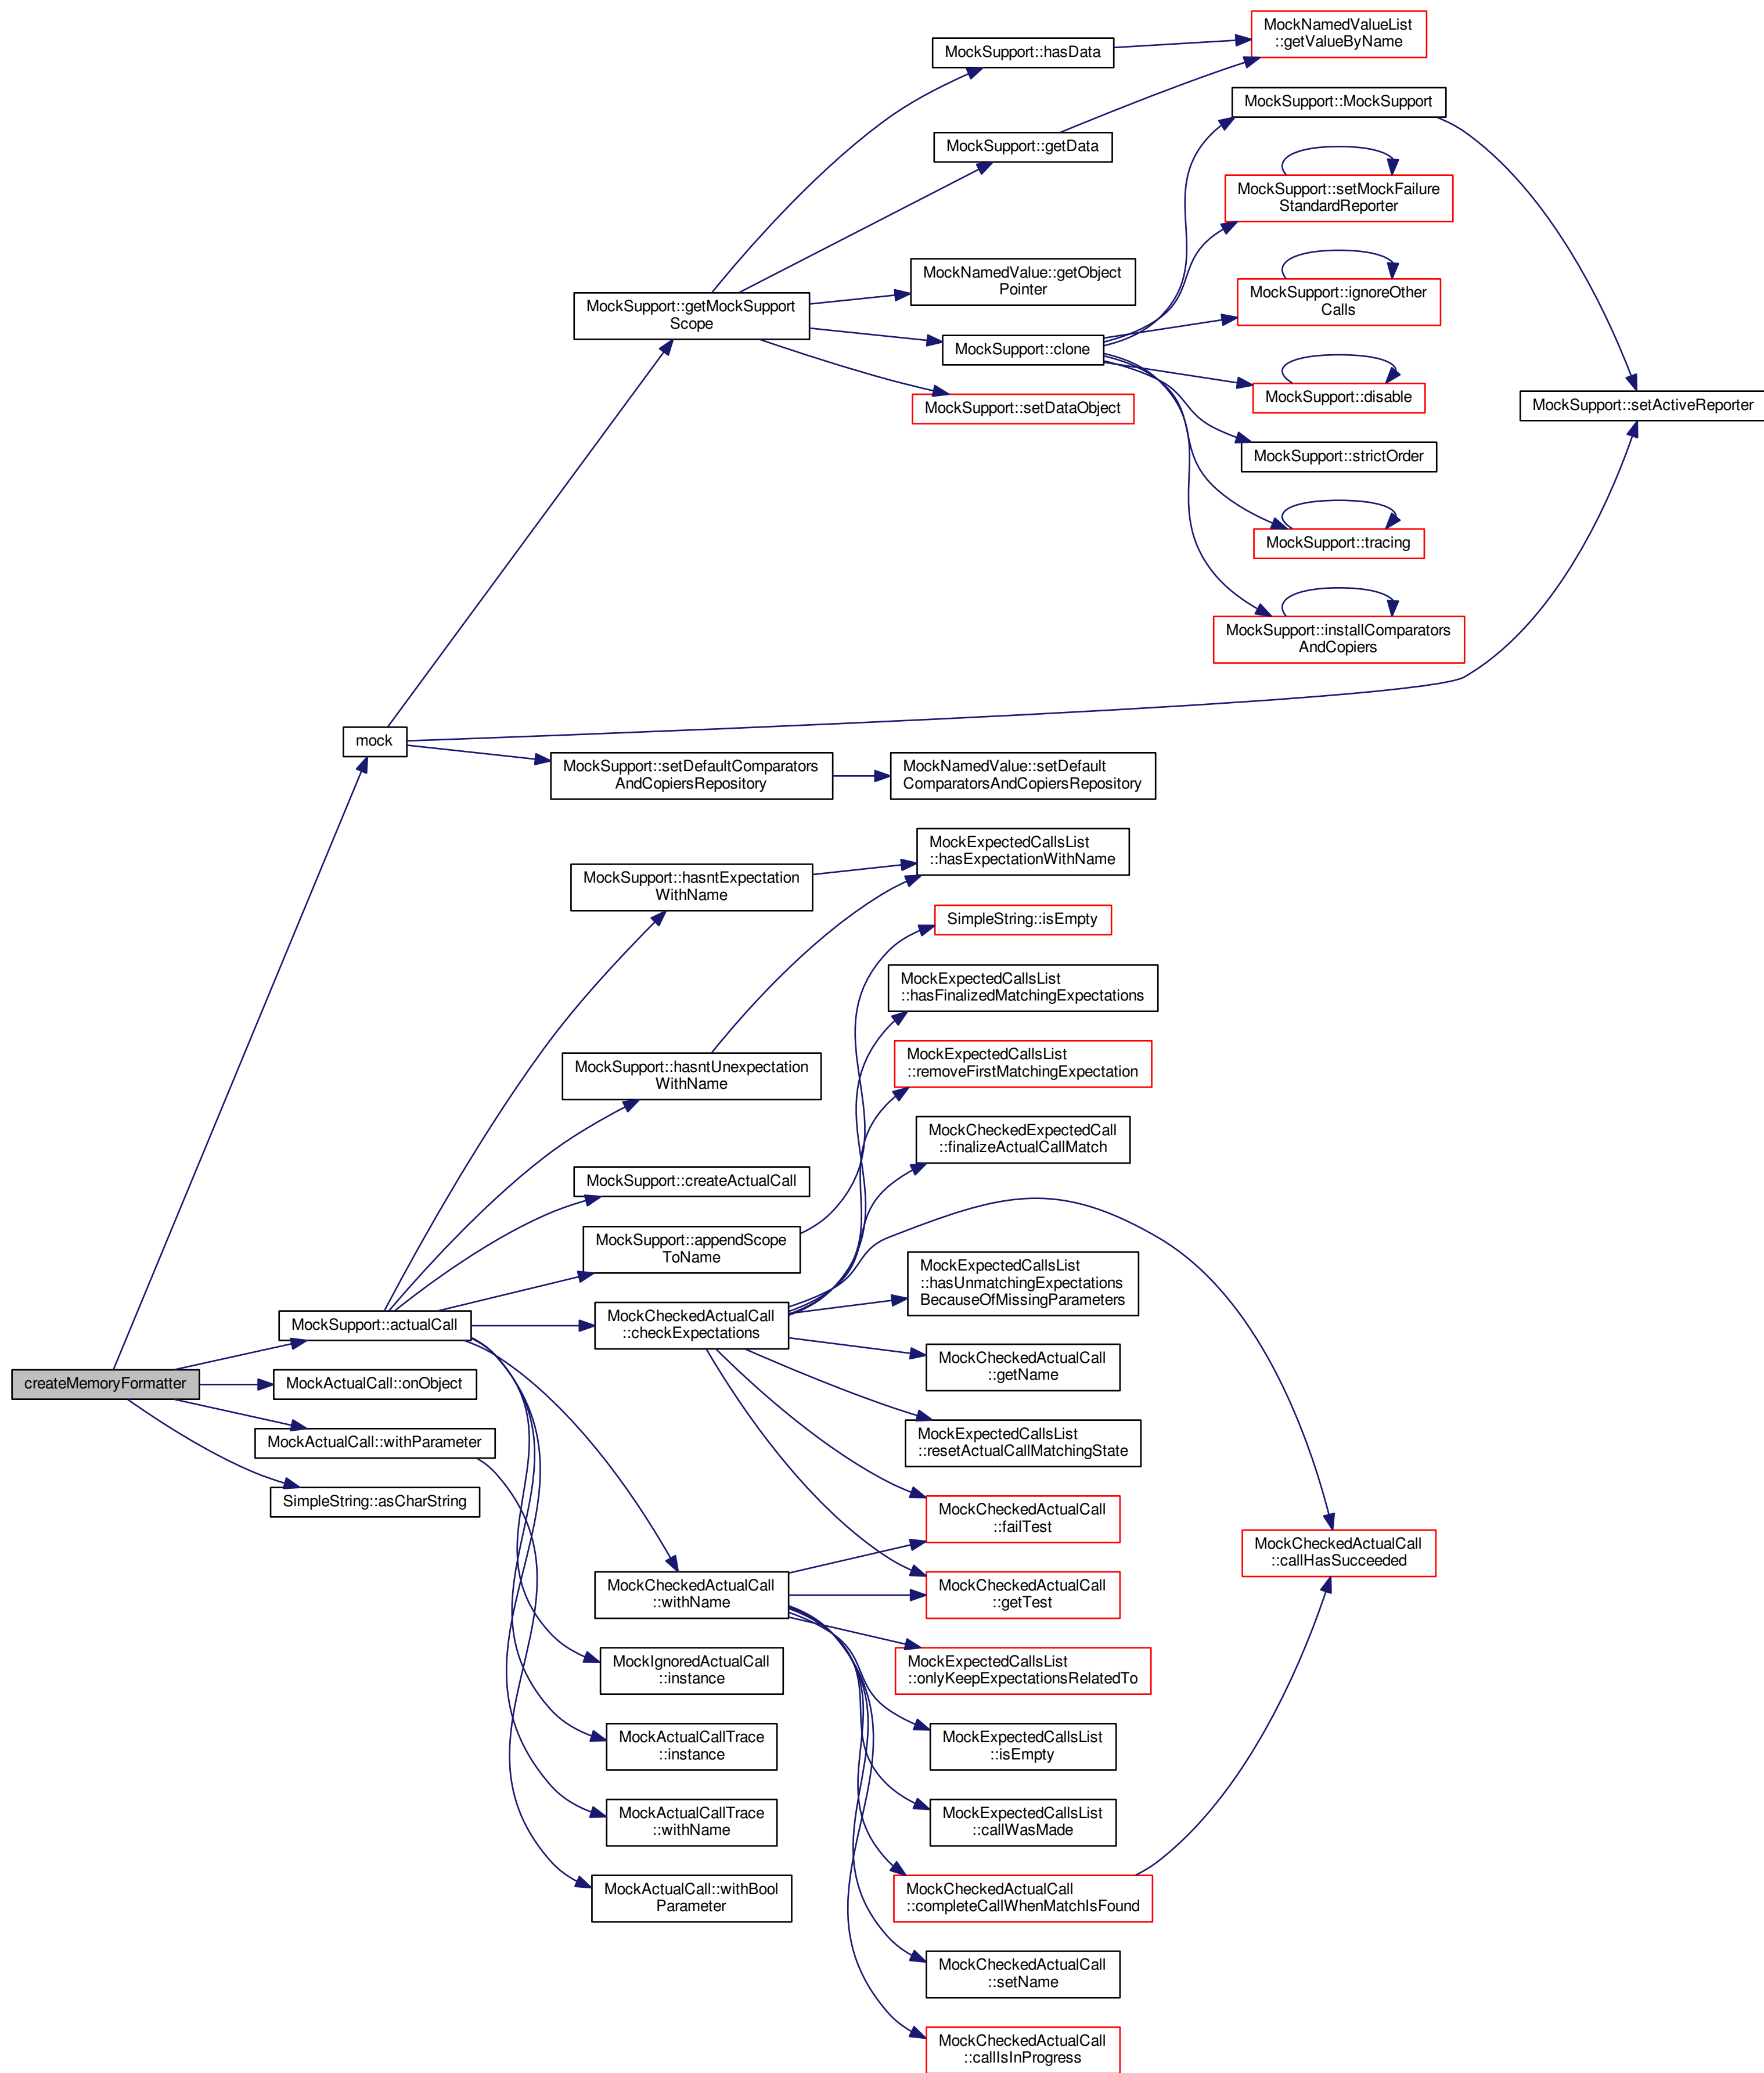 MockNamedValueList
::getValueByName
MockSupport::hasData
MockSupport::MockSupport
MockSupport::getData
MockSupport::setMockFailure
StandardReporter
MockNamedValue::getObject
Pointer
MockSupport::ignoreOther
Calls
MockSupport::getMockSupport
Scope
MockSupport::clone
MockSupport::disable
MockSupport::setActiveReporter
MockSupport::setDataObject
MockSupport::strictOrder
MockSupport::tracing
MockSupport::installComparators
AndCopiers
mock
MockSupport::setDefaultComparators
AndCopiersRepository
MockNamedValue::setDefault
ComparatorsAndCopiersRepository
MockExpectedCallsList
::hasExpectationWithName
MockSupport::hasntExpectation
WithName
SimpleString::isEmpty
MockExpectedCallsList
::hasFinalizedMatchingExpectations
MockSupport::hasntUnexpectation
WithName
MockExpectedCallsList
::removeFirstMatchingExpectation
MockCheckedExpectedCall
::finalizeActualCallMatch
MockSupport::createActualCall
MockSupport::appendScope
ToName
MockExpectedCallsList
::hasUnmatchingExpectations
BecauseOfMissingParameters
MockSupport::actualCall
MockCheckedActualCall
::checkExpectations
MockCheckedActualCall
::getName
createMemoryFormatter
MockActualCall::onObject
MockActualCall::withParameter
MockExpectedCallsList
::resetActualCallMatchingState
SimpleString::asCharString
MockCheckedActualCall
::failTest
MockCheckedActualCall
::callHasSucceeded
MockCheckedActualCall
::withName
MockCheckedActualCall
::getTest
MockIgnoredActualCall
::instance
MockExpectedCallsList
::onlyKeepExpectationsRelatedTo
MockActualCallTrace
::instance
MockExpectedCallsList
::isEmpty
MockActualCallTrace
::withName
MockExpectedCallsList
::callWasMade
MockActualCall::withBool
Parameter
MockCheckedActualCall
::completeCallWhenMatchIsFound
MockCheckedActualCall
::setName
MockCheckedActualCall
::callIsInProgress